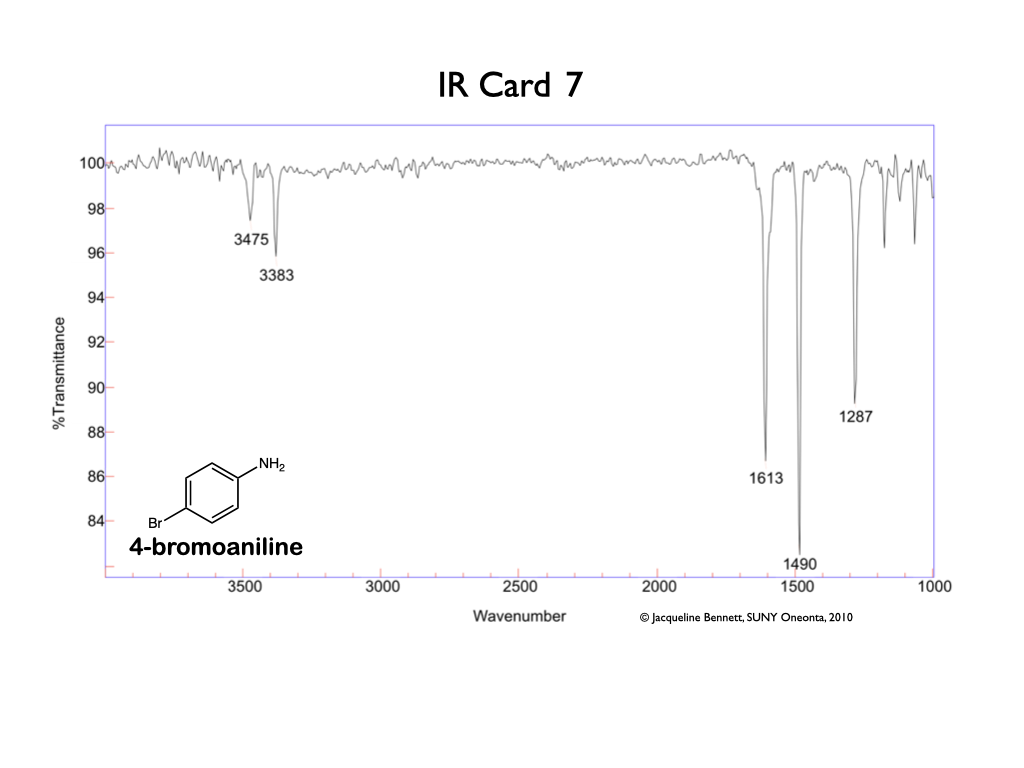 IR Card 7
100
98
96
94
92
90
88
86
84
%Transmittance
3475
3383
1613
1490
1287
NH2
Br
4-bromoaniline
3500 3000 2500 2000 1500 1000
Wavenumber
© Jacqueline Bennett, SUNY Oneonta, 2010